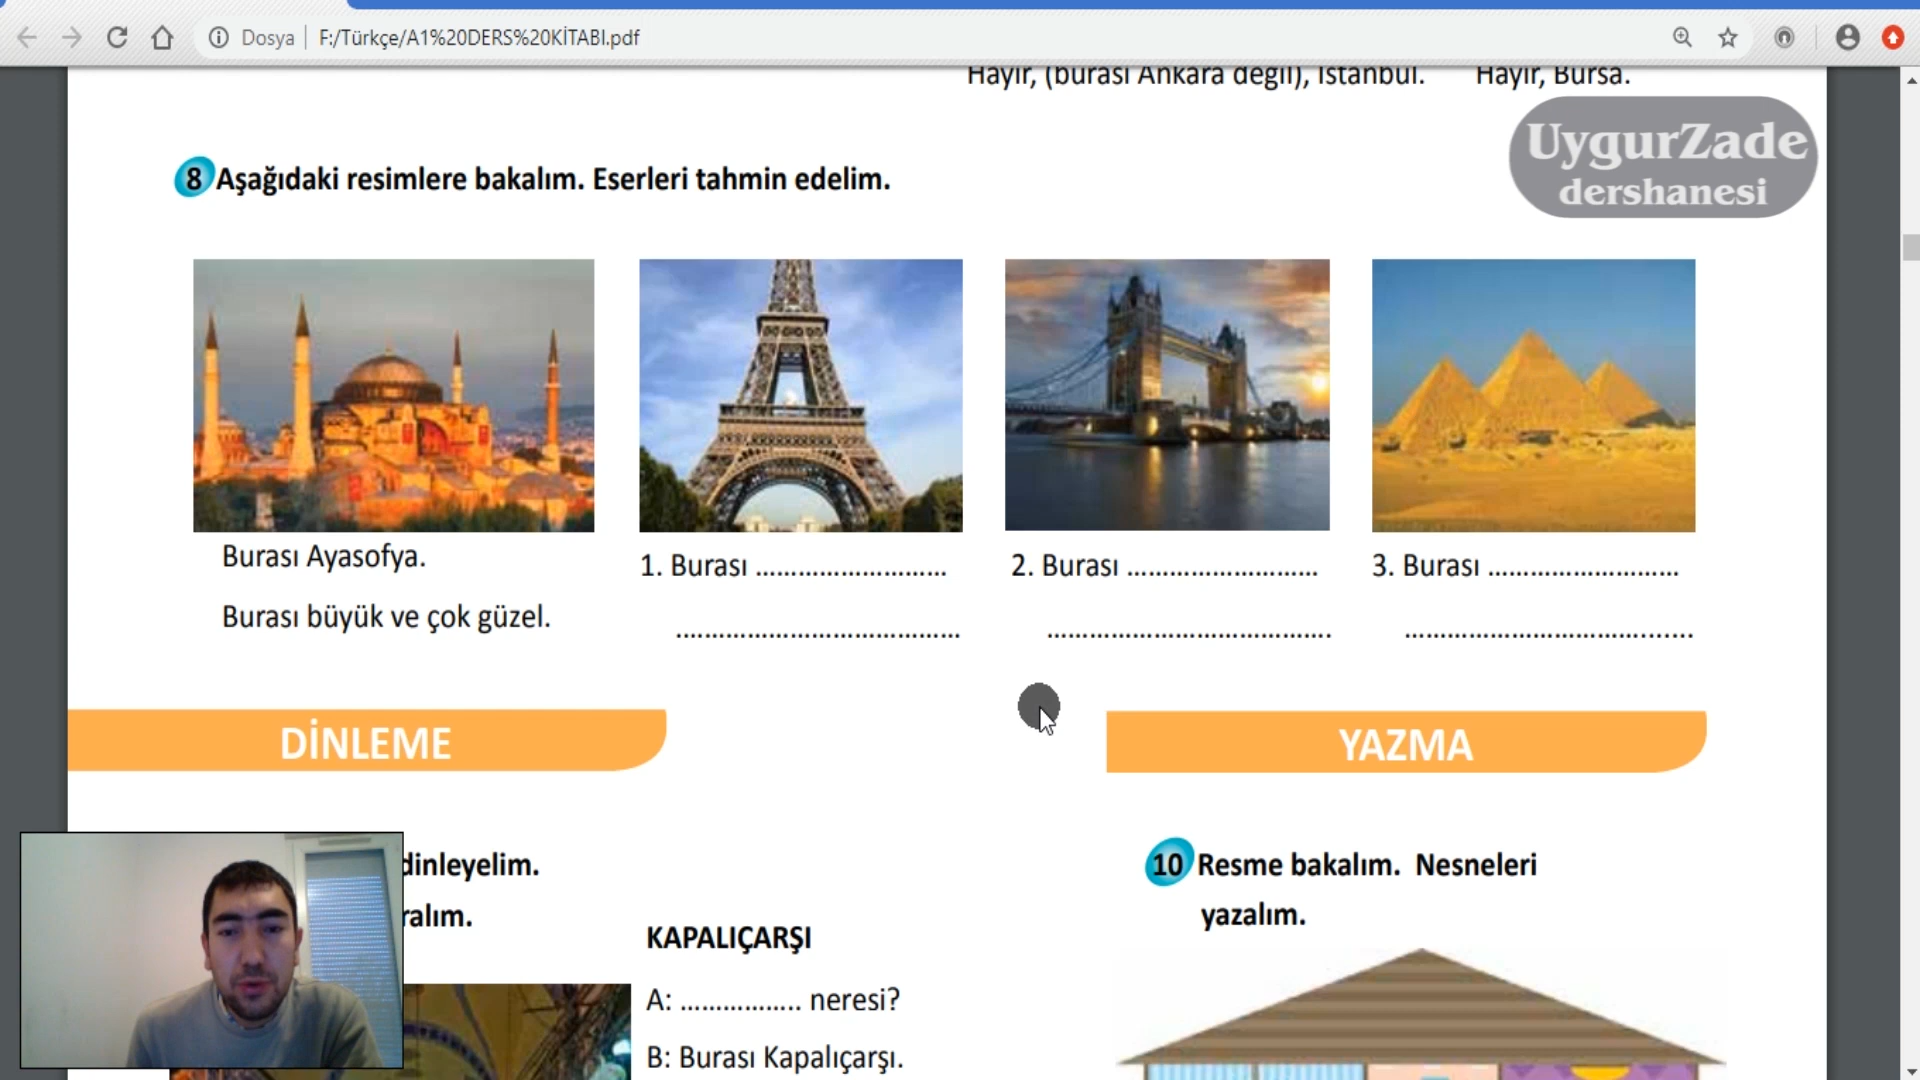 Dosya F:/Türkçe/A1%20DERS%20KİTABI.pdf
Hayır, (burası Ankara değil), İstanbul. Hayır, Bursa.
UygurZade
dershanesi
8 Aşağıdaki resimlere bakalım. Eserleri tahmin edelim.
Burası Ayasofya.
Burası büyük ve çok güzel.
1. Burası ...........................
........................................
2. Burası ...........................
........................................
3. Burası ...........................
........................................
DİNLEME
YAZMA
dinleyelim.
ralım.
KAPALIÇARŞI
A: ................. neresi?
B: Burası Kapalıçarşı.
10 Resme bakalım. Nesneleri
yazalım.